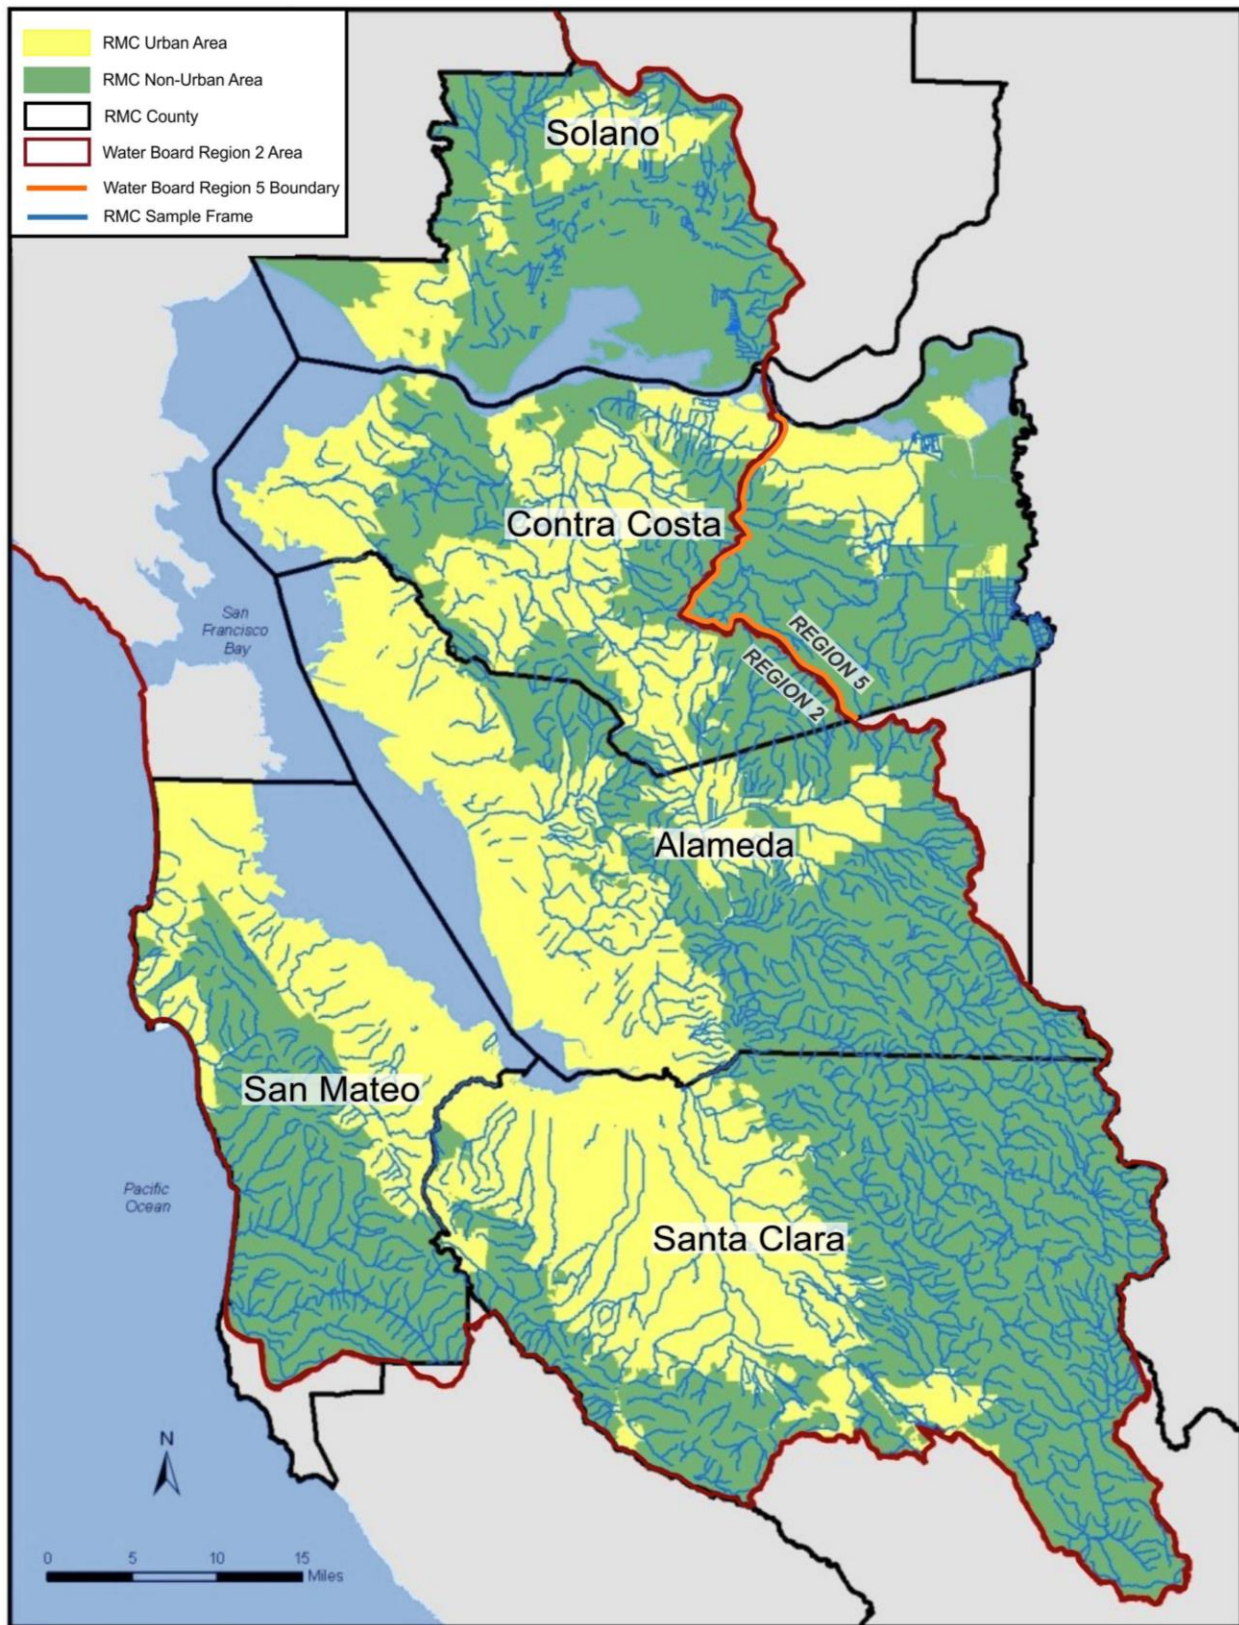 RMC Urban Area
RMC Non-Urban Area
RMC County
Water Board Region 2 Area
Water Board Region 5 Boundary
RMC Sample Frame
Solano
Contra Costa
San
Francisco
Bay
REGION 5
REGION 2
Alameda
San Mateo
Pacific
Ocean
Santa Clara
N
0 5 10 15
Miles